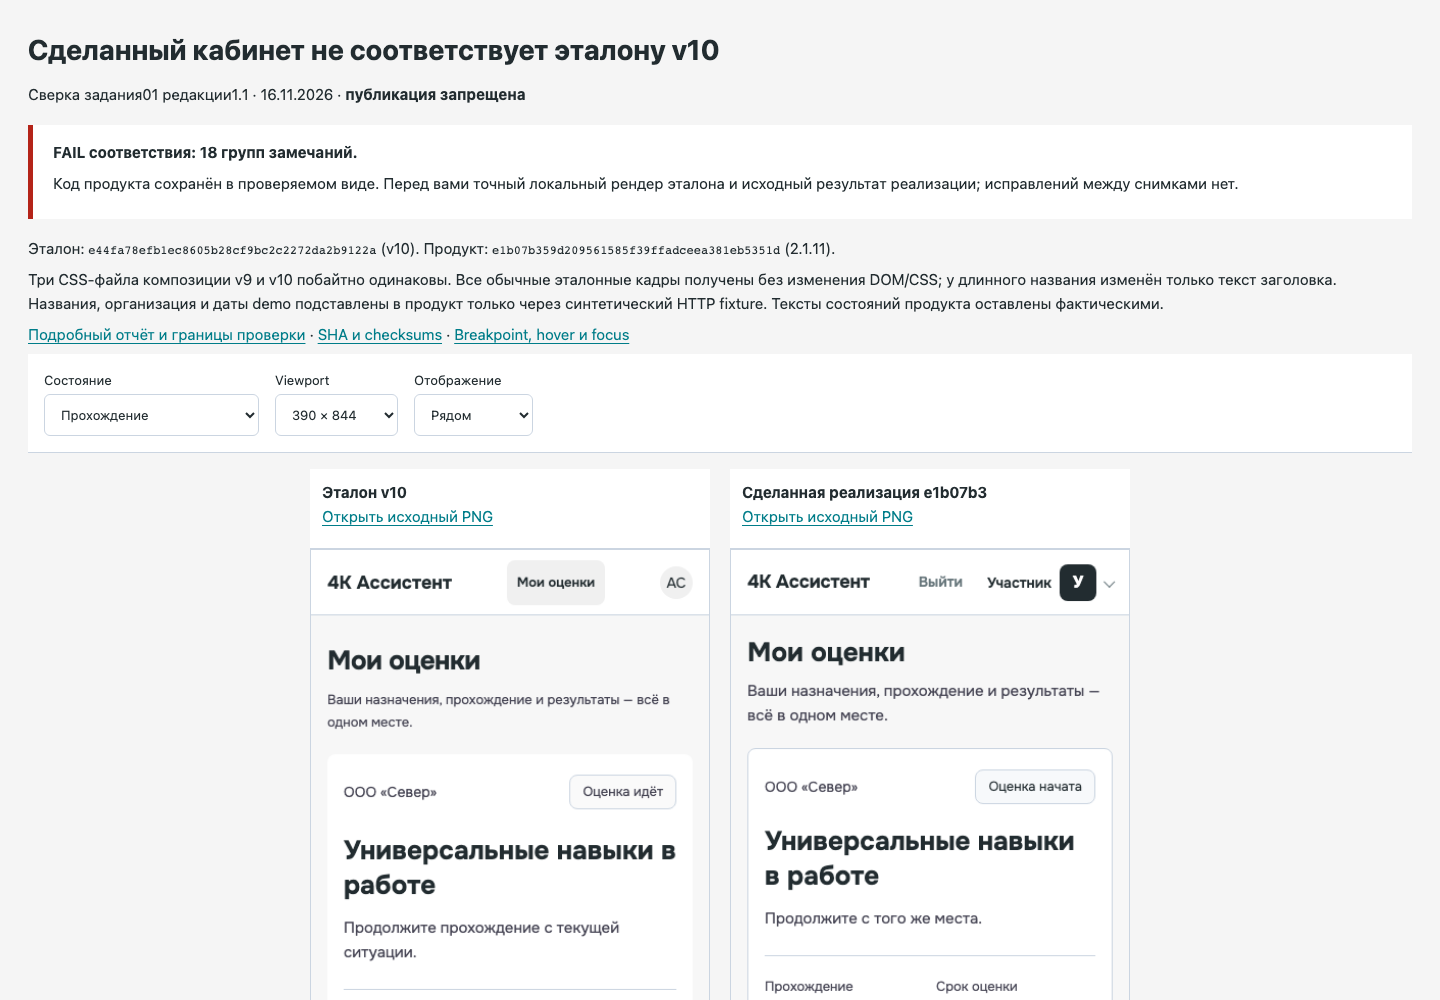 Сделанный кабинет не соответствует эталону v10
Сверка задания01 редакции1.1 · 16.11.2026 · публикация запрещена
FAIL соответствия: 18 групп замечаний.
Код продукта сохранён в проверяемом виде. Перед вами точный локальный рендер эталона и исходный результат реализации; исправлений между снимками нет.
Эталон: e44fa78efb1ec8605b28cf9bc2c2272da2b9122a (v10). Продукт: e1b07b359d209561585f39ffadceea381eb5351d (2.1.11).
Три CSS-файла композиции v9 и v10 побайтно одинаковы. Все обычные эталонные кадры получены без изменения DOM/CSS; у длинного названия изменён только текст заголовка.
Названия, организация и даты demo подставлены в продукт только через синтетический HTTP fixture. Тексты состояний продукта оставлены фактическими.
Подробный отчёт и границы проверки · SHA и checksums · Breakpoint, hover и focus
Состояние Viewport Отображение
Прохождение 390 × 844 Рядом
Эталон v10
Открыть исходный PNG
4K Ассистент Мои оценки АС
Мои оценки
Ваши назначения, прохождение и результаты — всё в
одном месте.
ООО «Север» Оценка идёт
Универсальные навыки в
работе
Продолжите прохождение с текущей
ситуации.
Сделанная реализация e1b07b3
Открыть исходный PNG
4K Ассистент Выйти Участник У
Мои оценки
Ваши назначения, прохождение и результаты —
всё в одном месте.
ООО «Север» Оценка начата
Универсальные навыки
в работе
Продолжите с того же места.
Прохождение Срок оценки